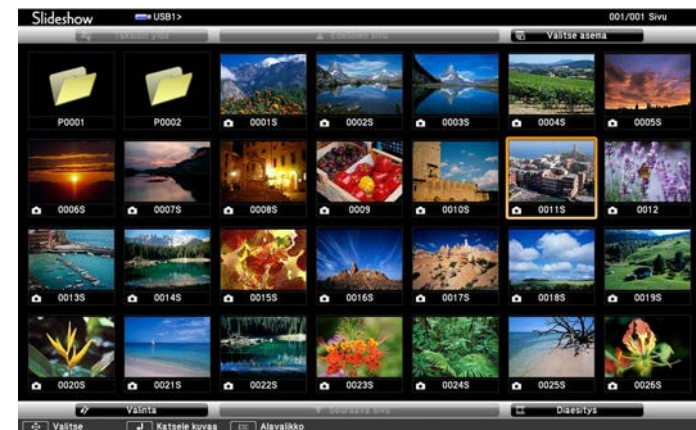 Slideshow USB1> 001/001 Sivu
Takaisin ylös Edellinen sivu Valitse asema
P0001 P0002 0001S 0002S 0003S 0004S 0005S
0006S 0007S 0008S 0009 0010S 0011S 0012
0013S 0014S 0015S 0016S 0017S 0018S 0019S
0020S 0021S 0022S 0023S 0024S 0025S 0026S
Valinta Seuraava sivu Diaesitys
Valitse Katsele kuvaa ESC Alavalikko